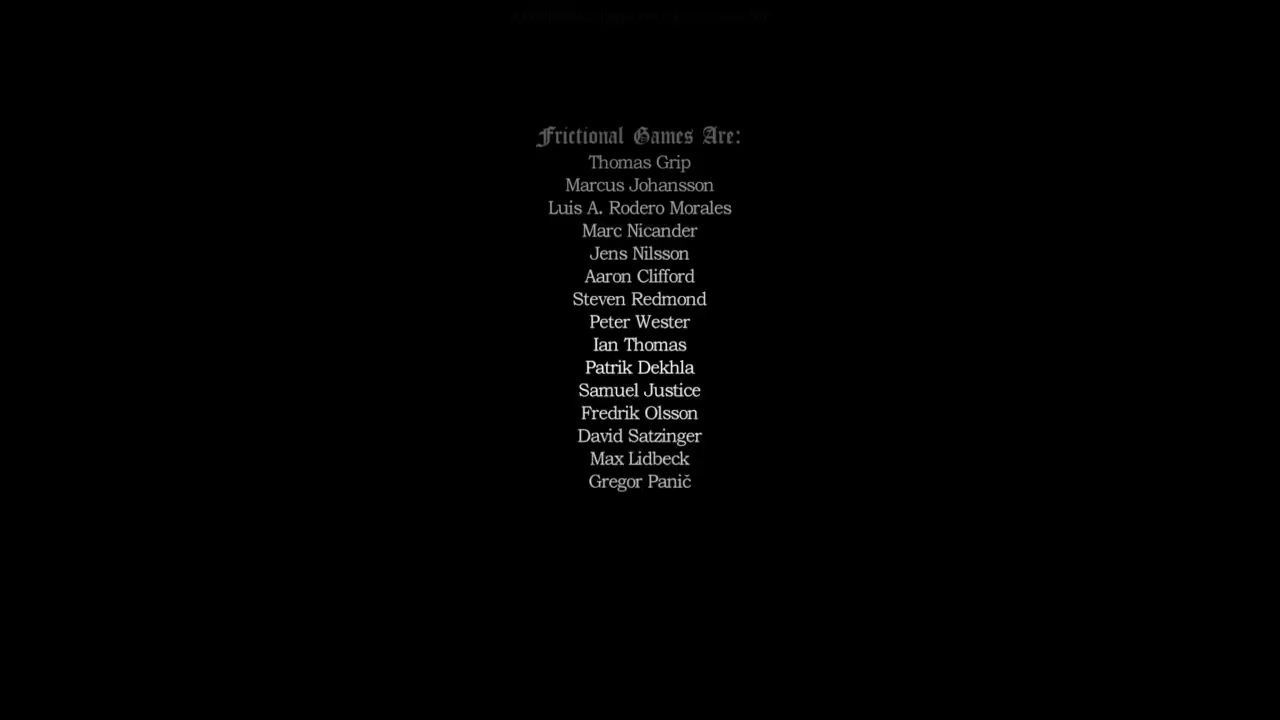 Frictional Games Are:
Thomas Grip
Marcus Johansson
Luis A. Rodero Morales
Marc Nicander
Jens Nilsson
Aaron Clifford
Steven Redmond
Peter Wester
Ian Thomas
Patrik Dekhla
Samuel Justice
Fredrik Olsson
David Satzinger
Max Lidbeck
Gregor Panič